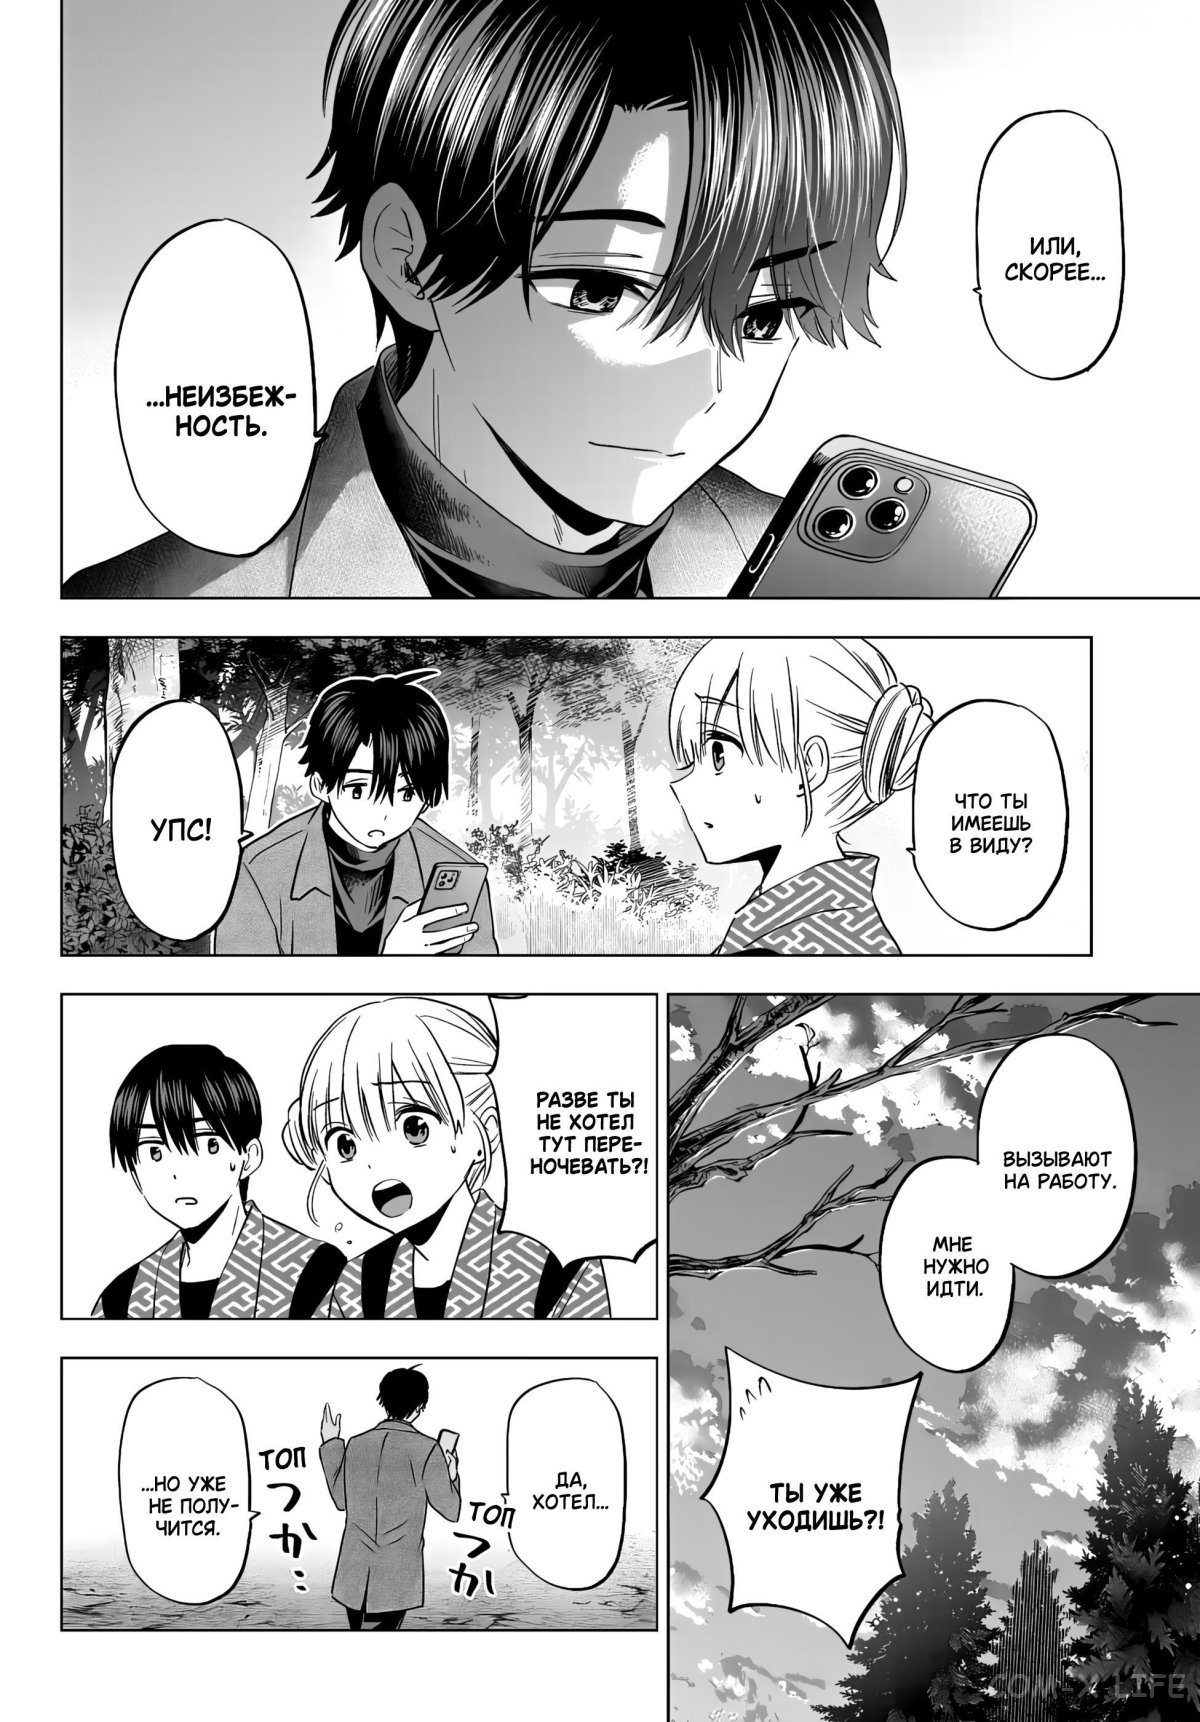 ИЛИ,
СКОРЕЕ...
...НЕИЗБЕЖ-
НОСТЬ.
ЧТО ТЫ
ИМЕЕШЬ
В ВИДУ?
УПС!
ВЫЗЫВАЮТ
НА РАБОТУ.
МНЕ
НУЖНО
ИДТИ.
ТЫ УЖЕ
УХОДИШЬ?!
РАЗВЕ ТЫ
НЕ ХОТЕЛ
ТУТ ПЕРЕ-
НОЧЕВАТЬ?!
ДА,
ХОТЕЛ...
ТОП
つか
ТОП
つか…
...НО УЖЕ
НЕ ПОЛУ-
ЧИТСЯ.
COM-X LIFE